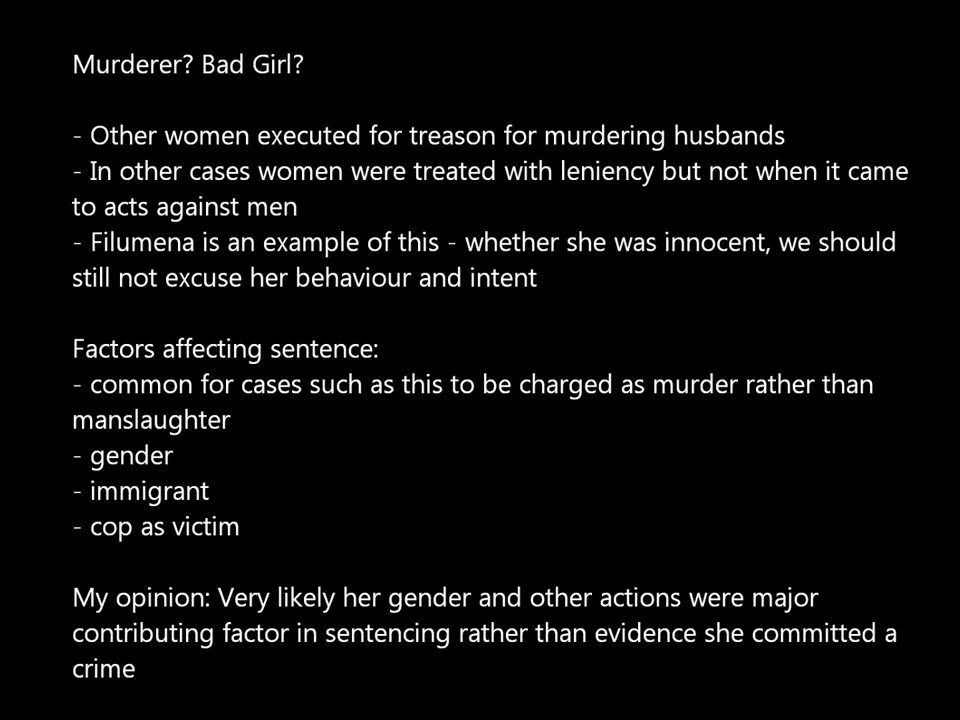 Murderer? Bad Girl?
- Other women executed for treason for murdering husbands
- In other cases women were treated with leniency but not when it came
to acts against men
- Filumena is an example of this - whether she was innocent, we should
still not excuse her behaviour and intent
Factors affecting sentence:
- common for cases such as this to be charged as murder rather than
manslaughter
- gender
- immigrant
- cop as victim
My opinion: Very likely her gender and other actions were major
contributing factor in sentencing rather than evidence she committed a
crime